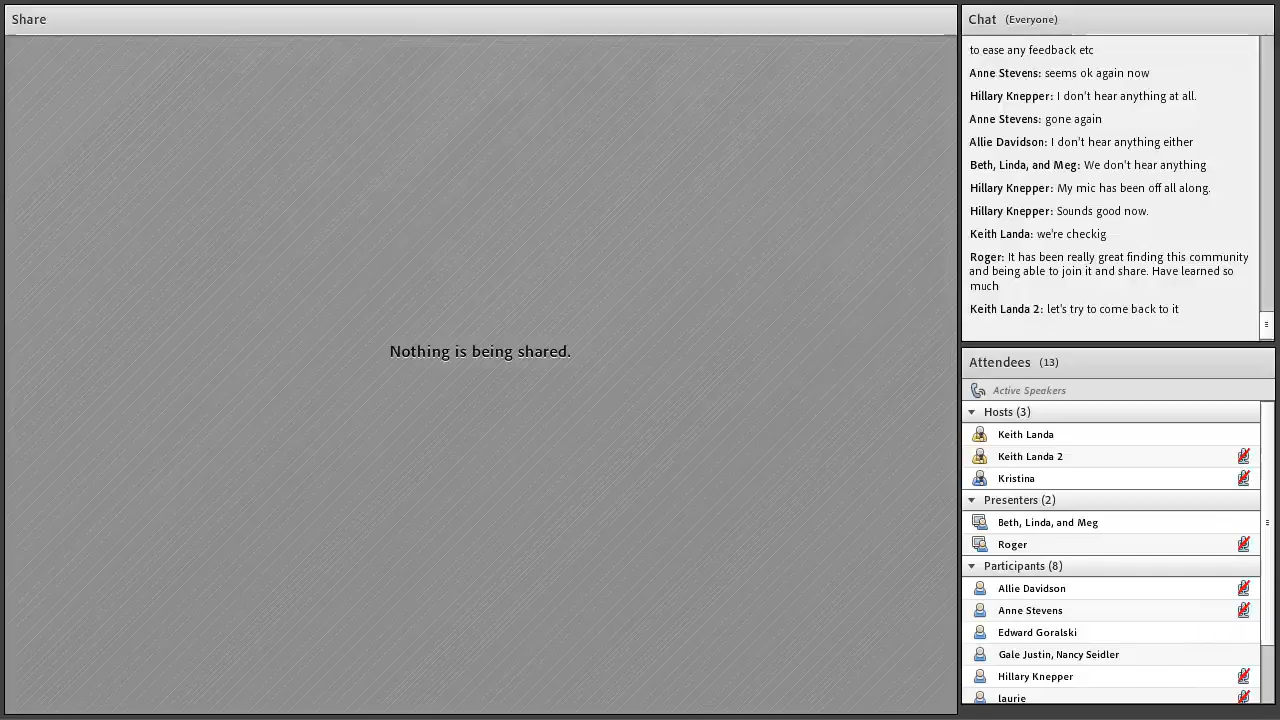 Share
Nothing is being shared.
Chat (Everyone)
to ease any feedback etc
Anne Stevens: seems ok again now
Hillary Knepper: I don't hear anything at all.
Anne Stevens: gone again
Allie Davidson: I don't hear anything either
Beth, Linda, and Meg: We don't hear anything
Hillary Knepper: My mic has been off all along.
Hillary Knepper: Sounds good now.
Keith Landa: we're checkig
Roger: It has been really great finding this community
and being able to join it and share. Have learned so
much
Keith Landa 2: let's try to come back to it
Attendees (13)
Active Speakers
Hosts (3)
Keith Landa
Keith Landa 2
Kristina
Presenters (2)
Beth, Linda, and Meg
Roger
Participants (8)
Allie Davidson
Anne Stevens
Edward Goralski
Gale Justin, Nancy Seidler
Hillary Knepper
laurie